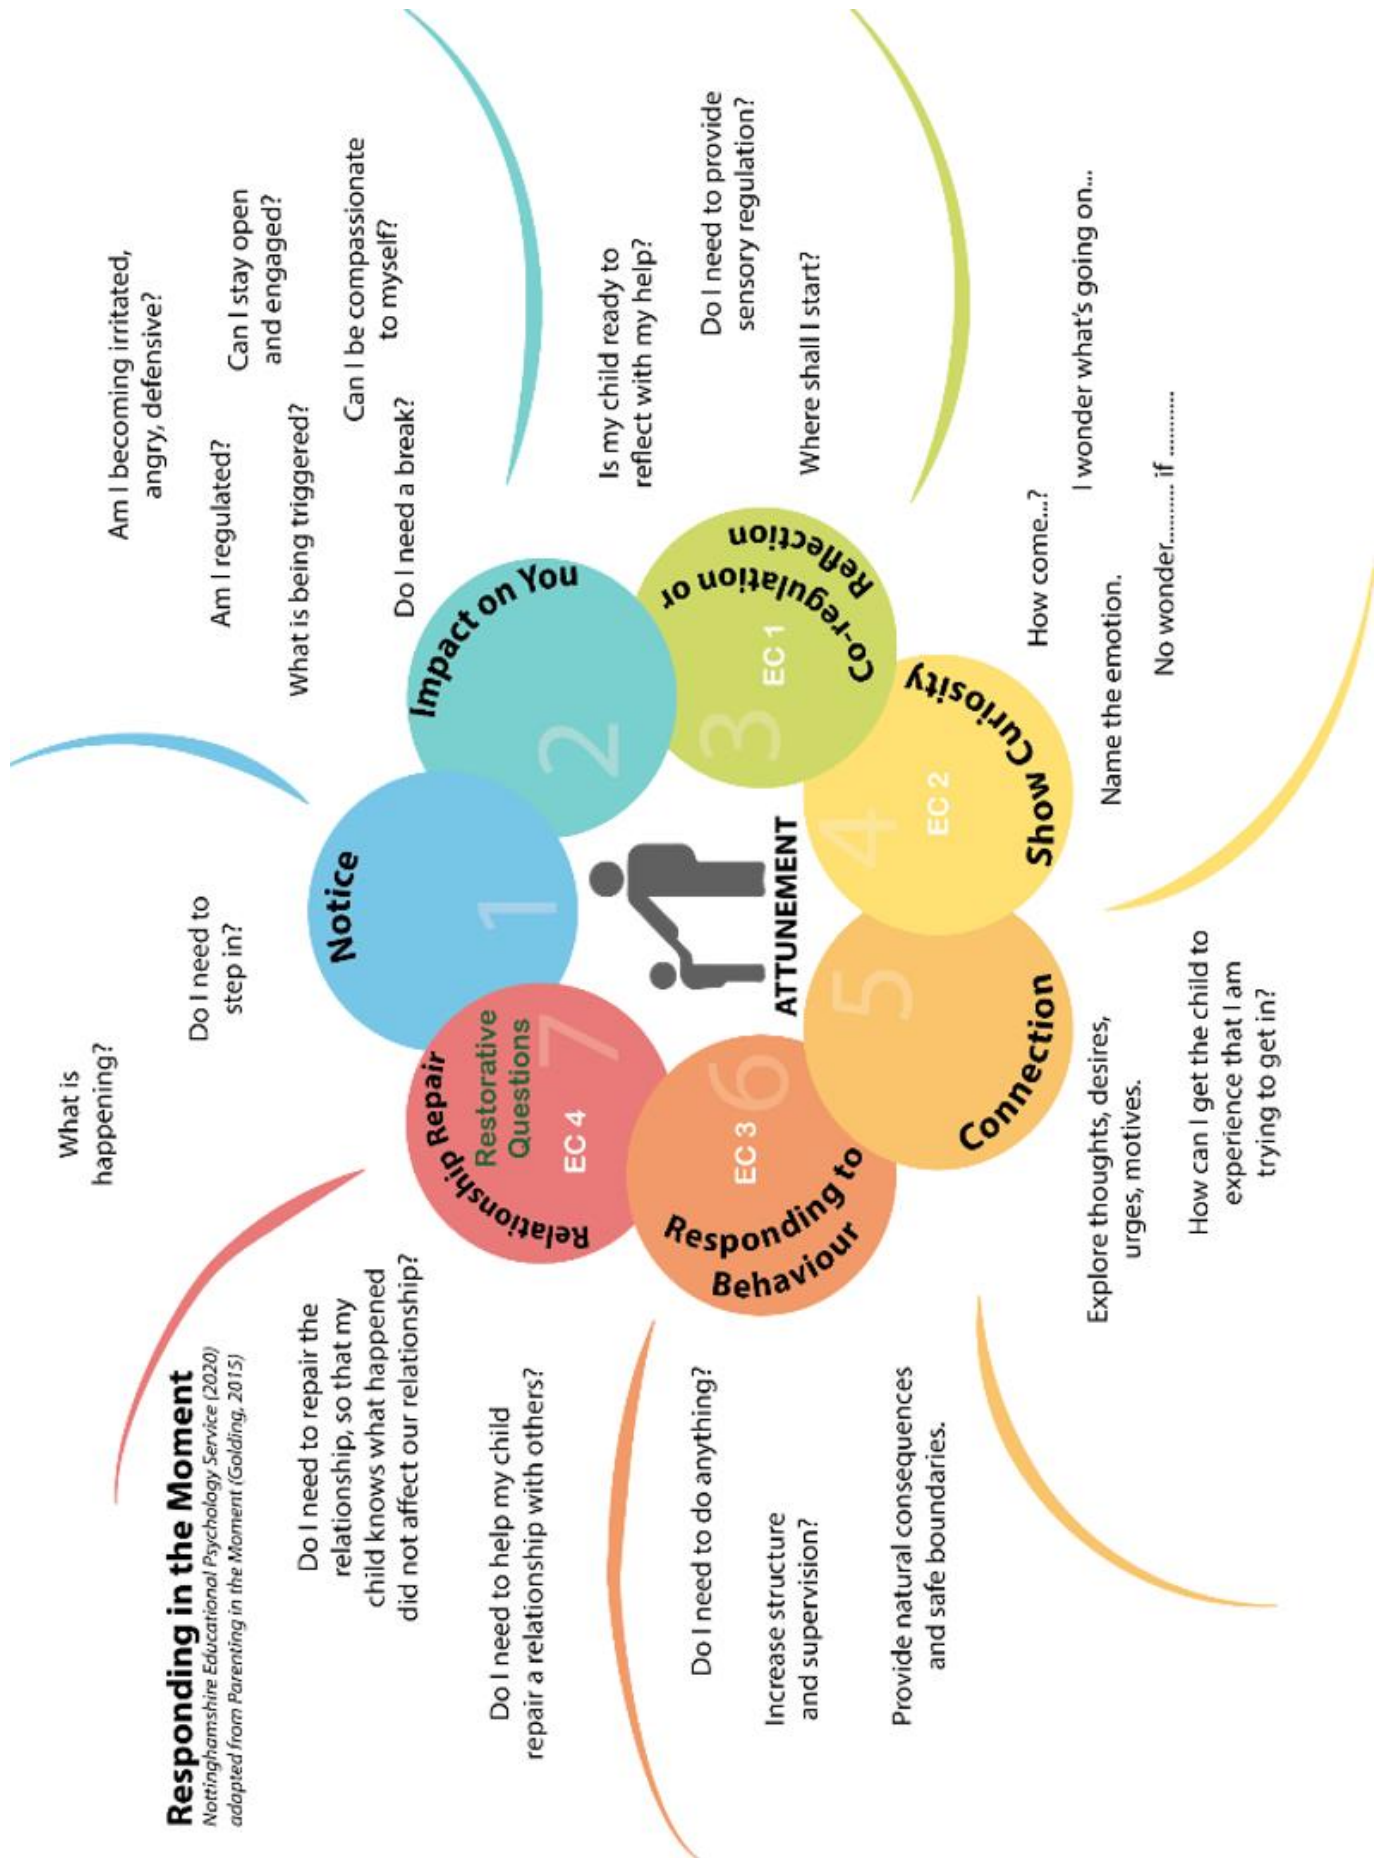 Responding in the Moment
Nottinghamshire Educational Psychology Service (2020)
adapted from Parenting in the Moment (Golding, 2015)
What is
happening?
Do I need to
step in?
Notice
1
Am I becoming irritated,
angry, defensive?
Am I regulated?
Can I stay open
and engaged?
What is being triggered?
Can I be compassionate
to myself?
Do I need a break?
Impact on You
2
Is my child ready to
reflect with my help?
Do I need to provide
sensory regulation?
Where shall I start?
Co-regulation or
Reflection
EC 1
3
How come...?
I wonder what's going on...
Name the emotion.
No wonder........... if ............
Show Curiosity
EC 2
4
Explore thoughts, desires,
urges, motives.
How can I get the child to
experience that I am
trying to get in?
Connection
5
Do I need to do anything?
Increase structure
and supervision?
Provide natural consequences
and safe boundaries.
Responding to
Behaviour
EC 3
6
Do I need to repair the
relationship, so that my
child knows what happened
did not affect our relationship?
Do I need to help my child
repair a relationship with others?
Relationship Repair
Restorative
Questions
EC 4
7
ATTUNEMENT